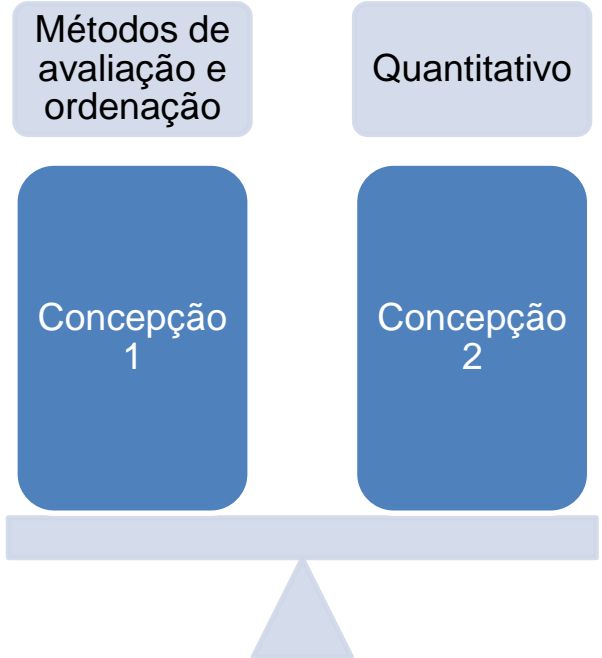 Métodos de
avaliação e
ordenação
Quantitativo
Concepção
1
Concepção
2